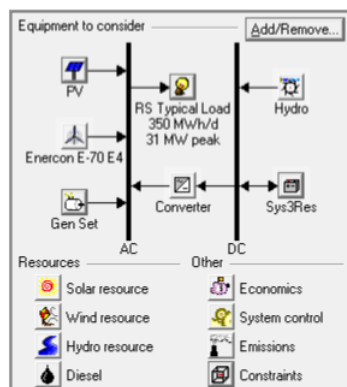 Equipment to consider
Add/Remove...
PV
RS Typical Load
350 MWh/d
31 MW peak
Hydro
Enercon E-70 E4
Gen Set
Converter
Sys3Res
AC
DC
Resources
Other
Solar resource
Economics
Wind resource
System control
Hydro resource
Emissions
Diesel
Constraints